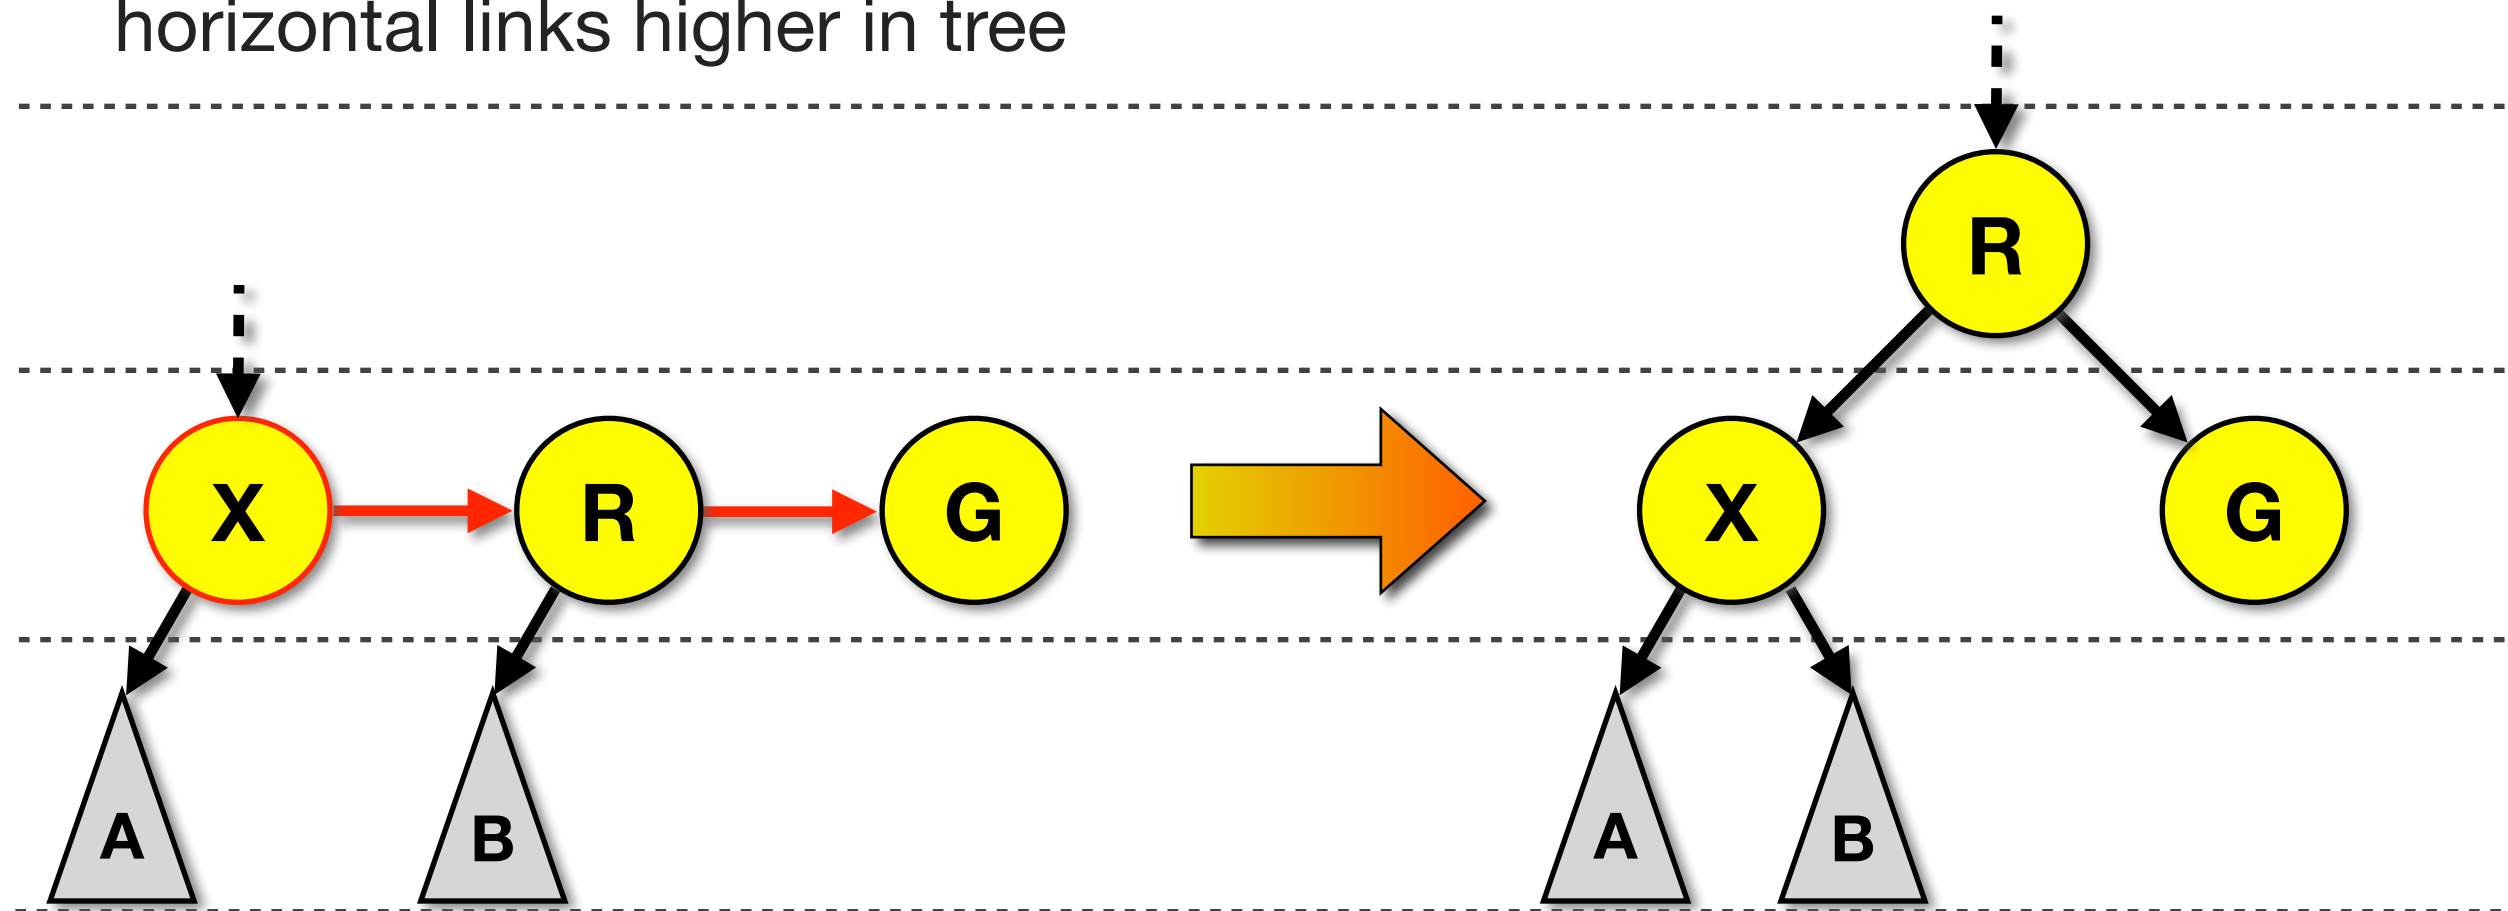 horizontal links higher in tree
R
X R G X G
A B A B